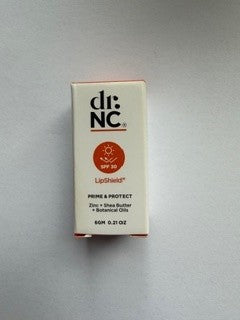 dr.
NC®
SPF 30
LipShield®
PRIME & PROTECT
Zinc + Shea Butter
+ Botanical Oils
6GM 0.21 OZ